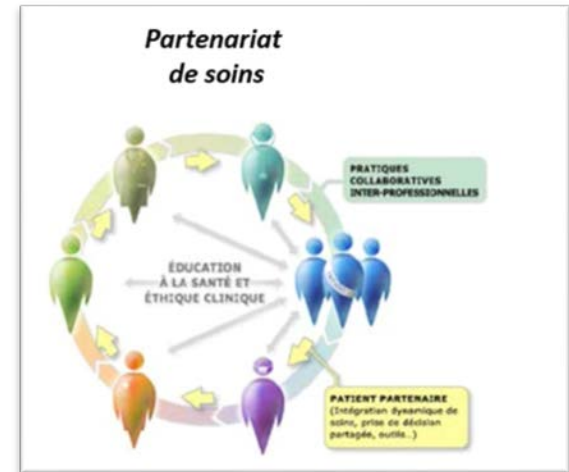 Partenariat
de soins
PRATIQUES
COLLABORATIVES
INTER-PROFESSIONNELLES
ÉDUCATION
À LA SANTÉ ET
ÉTHIQUE CLINIQUE
PATIENT PARTENAIRE
(Intégration dynamique de
soins, prise de décision
partagée, outils…)